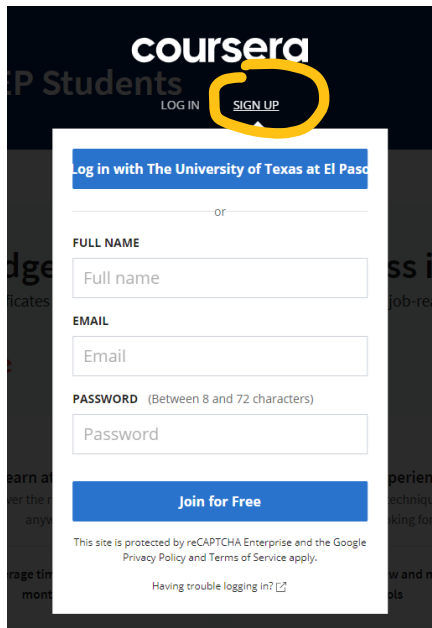 coursera
EP Students
LOG IN SIGN UP
Log in with The University of Texas at El Paso
or
FULL NAME
Full name
EMAIL
Email
PASSWORD (Between 8 and 72 characters)
Password
Join for Free
This site is protected by reCAPTCHA Enterprise and the Google
Privacy Policy and Terms of Service apply.
Having trouble logging in?